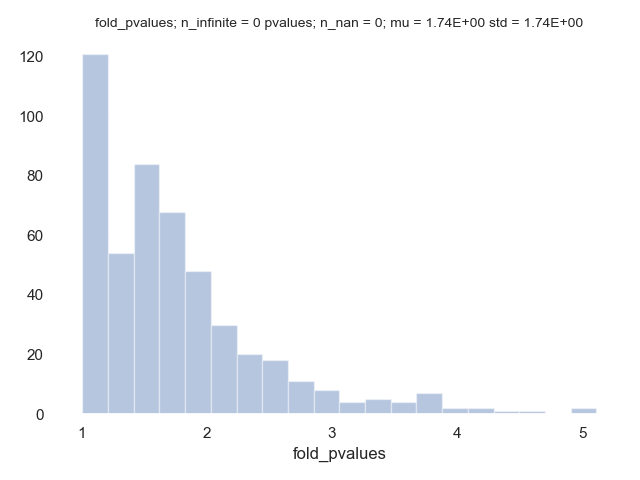 fold_pvalues; n_infinite = 0 pvalues; n_nan = 0; mu = 1.74E+00 std = 1.74E+00
120
100
80
60
40
20
0
1 2 3 4 5
fold_pvalues